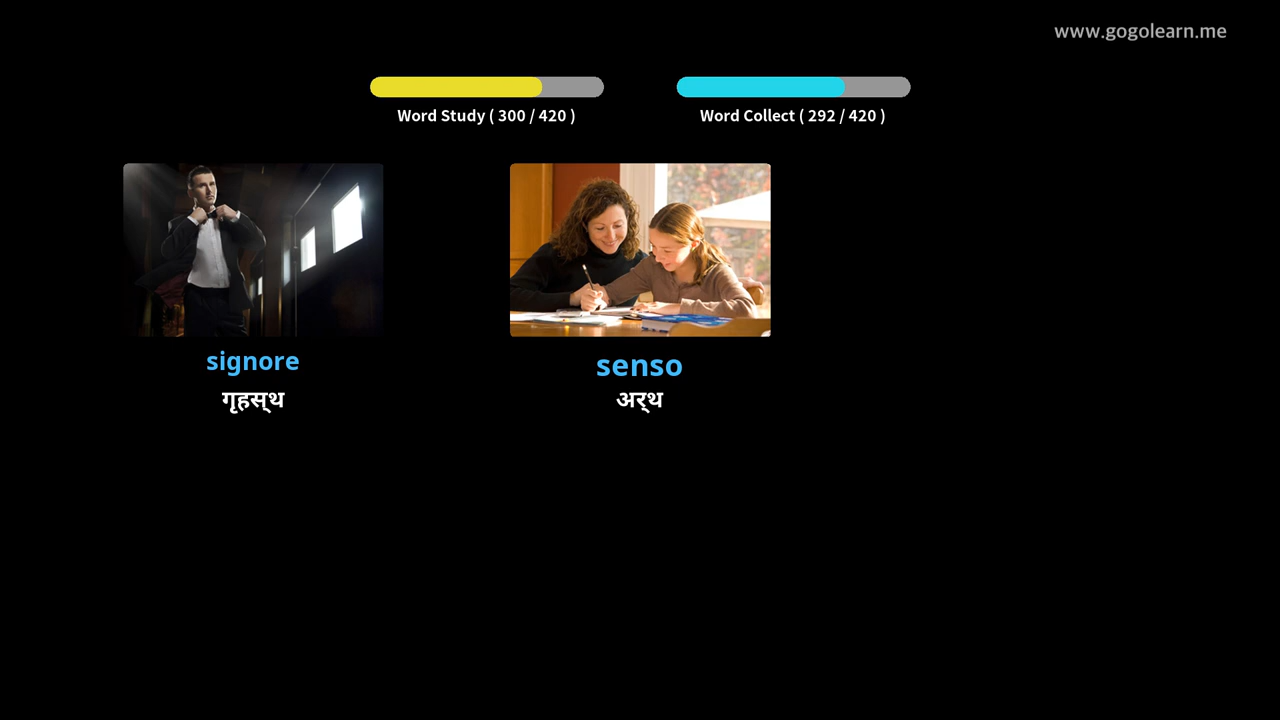 www.gogolearn.me
Word Study ( 300 / 420 )
Word Collect ( 292 / 420 )
signore
senso
गृहस्थ
अर्थ